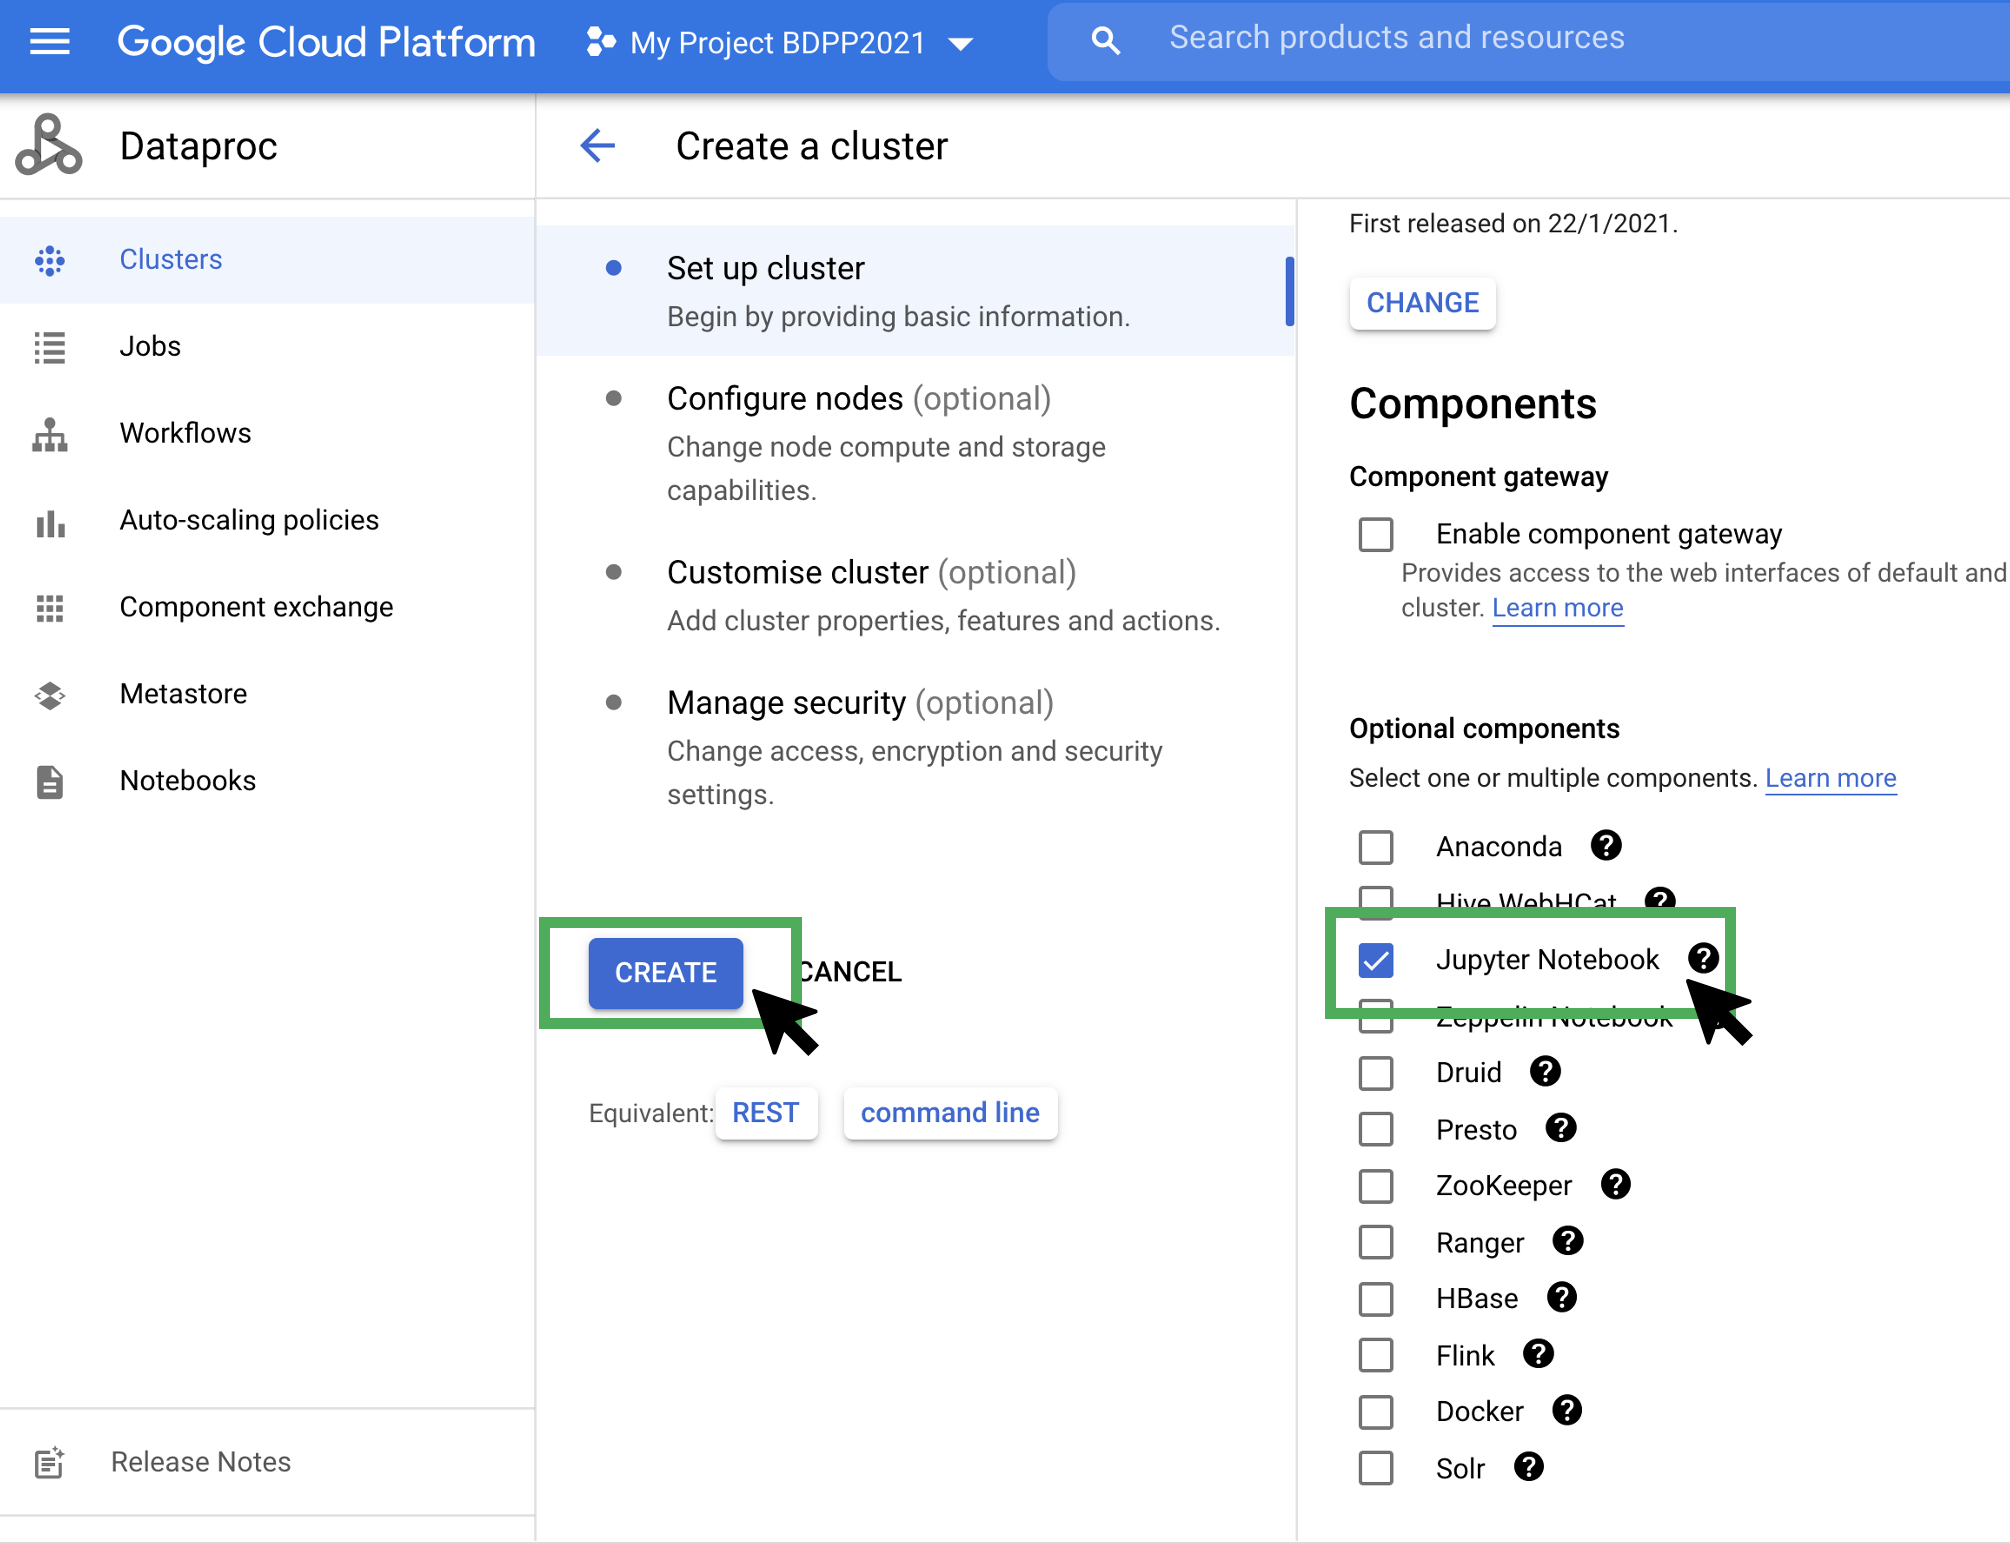 Google Cloud Platform
My Project BDPP2021
Search products and resources
Dataproc
Clusters
Jobs
Workflows
Auto-scaling policies
Component exchange
Metastore
Notebooks
Release Notes
Create a cluster
Set up cluster
Begin by providing basic information.
Configure nodes (optional)
Change node compute and storage
capabilities.
Customise cluster (optional)
Add cluster properties, features and actions.
Manage security (optional)
Change access, encryption and security
settings.
CREATE
CANCEL
Equivalent: REST command line
First released on 22/1/2021.
CHANGE
Components
Component gateway
Enable component gateway
Provides access to the web interfaces of default and
cluster. Learn more
Optional components
Select one or multiple components. Learn more
Anaconda
Hive WebHCat
Jupyter Notebook
Zeppelin Notebook
Druid
Presto
ZooKeeper
Ranger
HBase
Flink
Docker
Solr